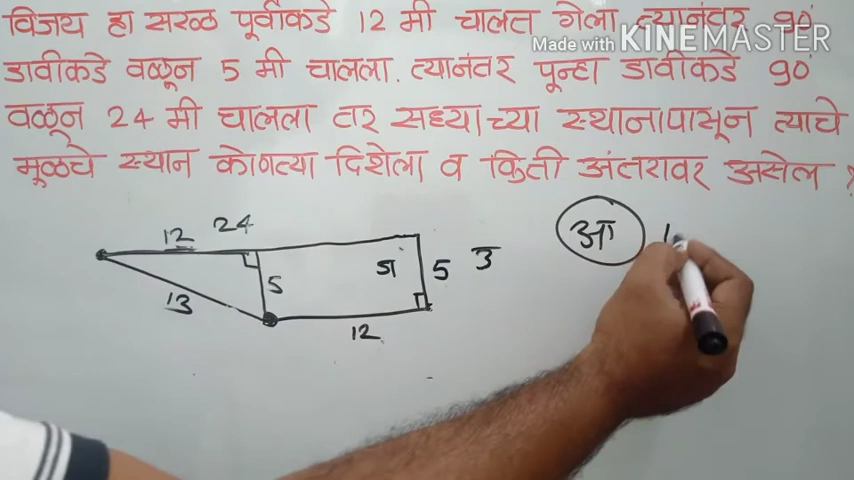 विजय हा सरळ पूर्वीकडे 12 मी चालत गेला त्यानंतर 90°
Made with KINEMASTER
डावीकडे वळून 5 मी चालला. त्यानंतर पून्हा डावीकडे 90°
वळून 24 मी चालला तर सध्याच्या स्थानापासून त्याचे
मूळचे स्थान कोणत्या दिशेला व किती अंतरावर असेल ?
12 24
5 5
13
12
आ